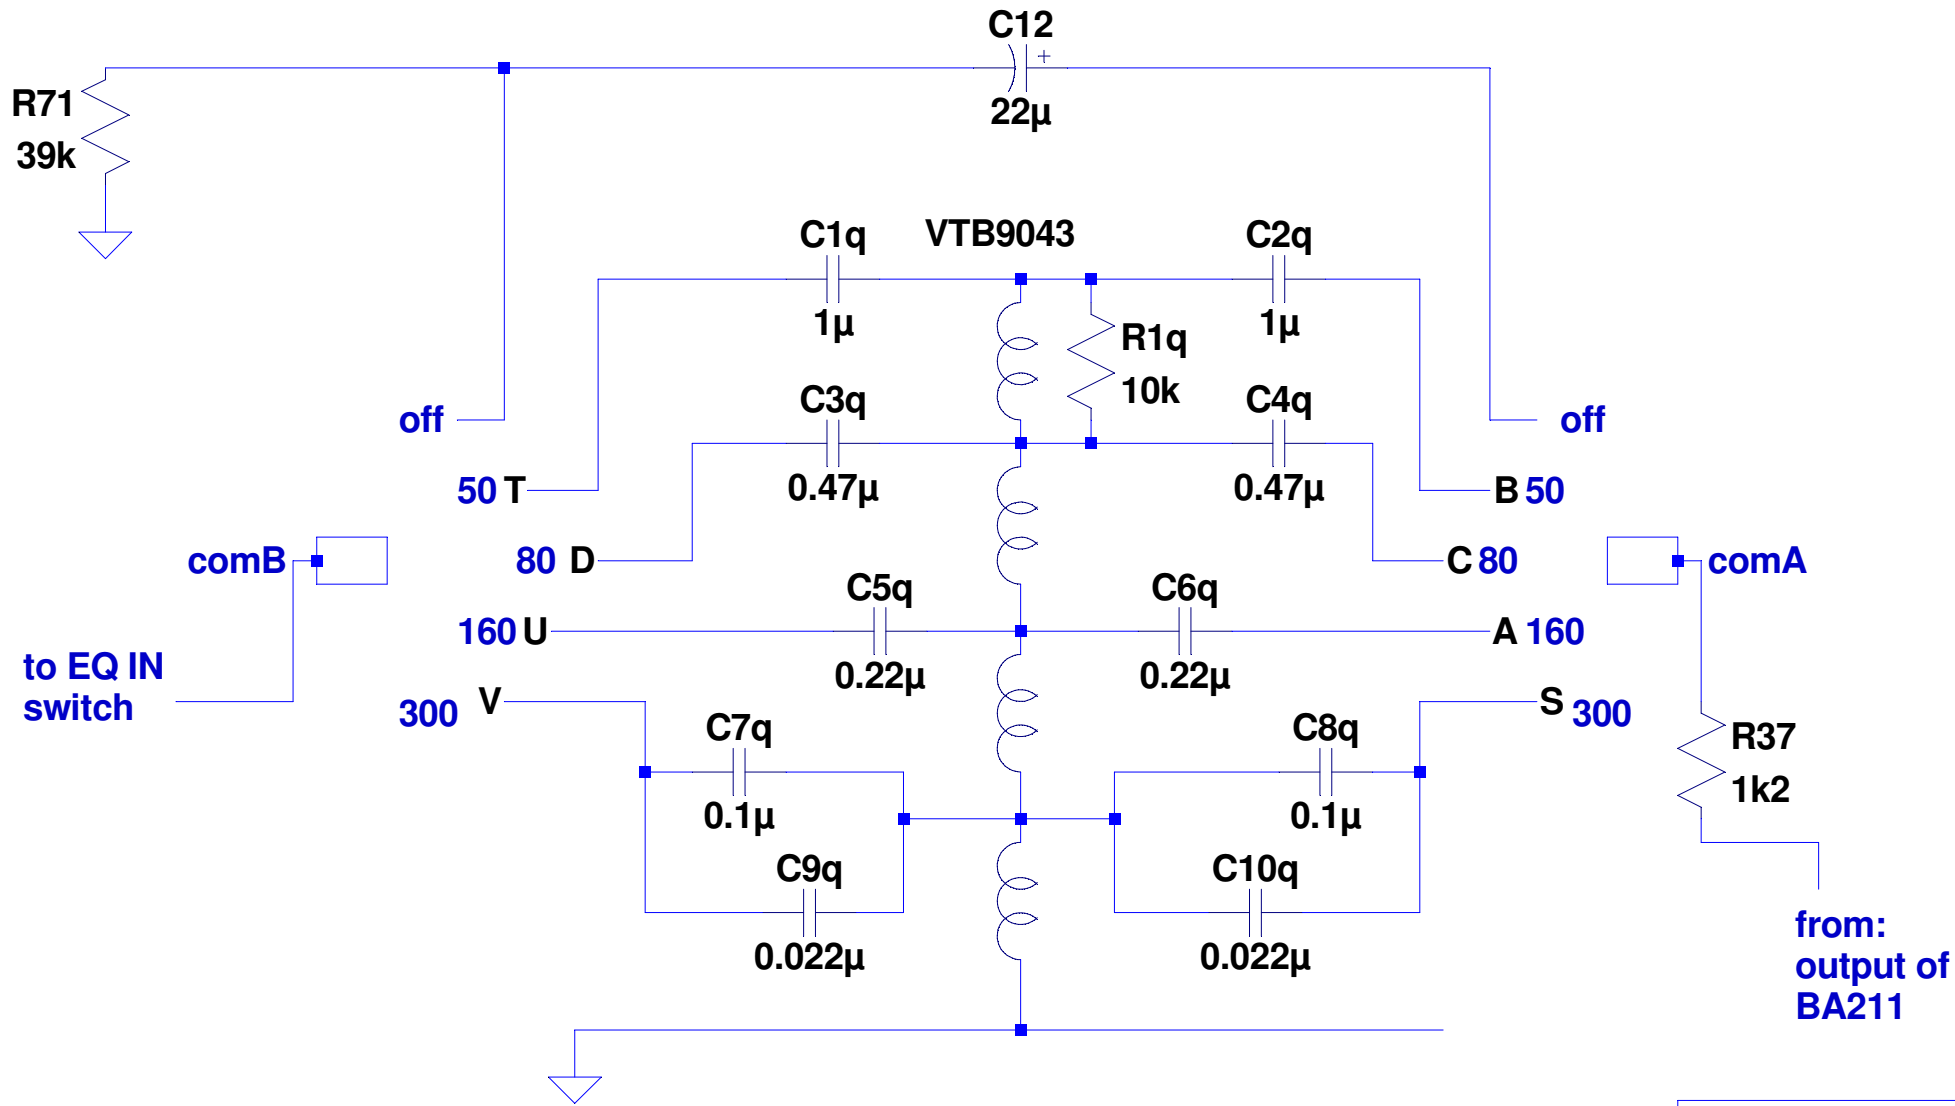 C12
+
22µ
R71
39k
C1q
VTB9043
C2q
1µ
1µ
R1q
10k
C3q
C4q
off
off
0.47µ
0.47µ
50 T
B 50
comB
80 D
C 80
comA
C5q
C6q
160 U
A 160
to EQ IN
switch
0.22µ
0.22µ
300 V
S 300
C7q
C8q
R37
1k2
0.1µ
0.1µ
C9q
C10q
0.022µ
0.022µ
from:
output of
BA211